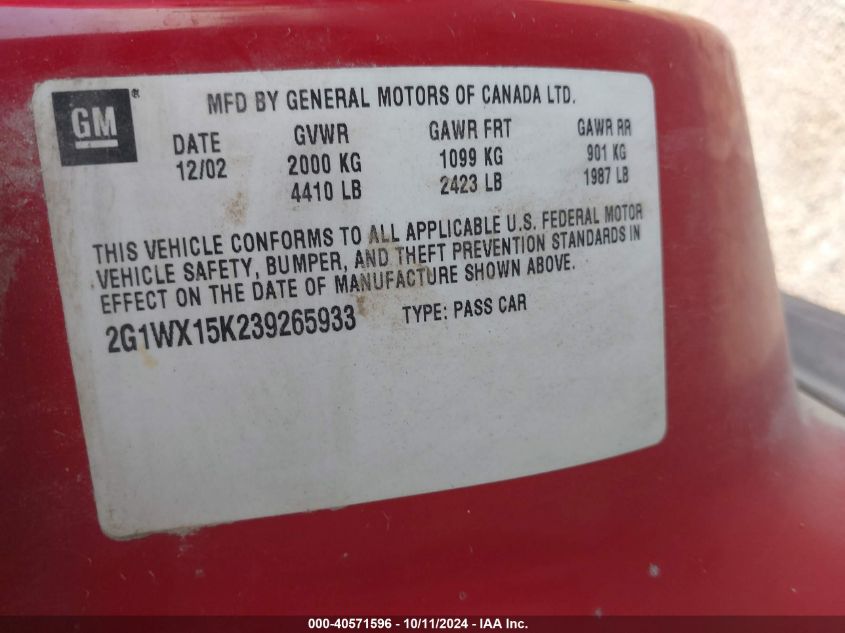 GM ®
MFD BY GENERAL MOTORS OF CANADA LTD.
DATE GVWR GAWR FRT GAWR RR
12/02 2000 KG 1099 KG 901 KG
4410 LB 2423 LB 1987 LB
THIS VEHICLE CONFORMS TO ALL APPLICABLE U.S. FEDERAL MOTOR
VEHICLE SAFETY, BUMPER, AND THEFT PREVENTION STANDARDS IN
EFFECT ON THE DATE OF MANUFACTURE SHOWN ABOVE.
2G1WX15K239265933 TYPE: PASS CAR
000-40571596 - 10/11/2024 - IAA Inc.